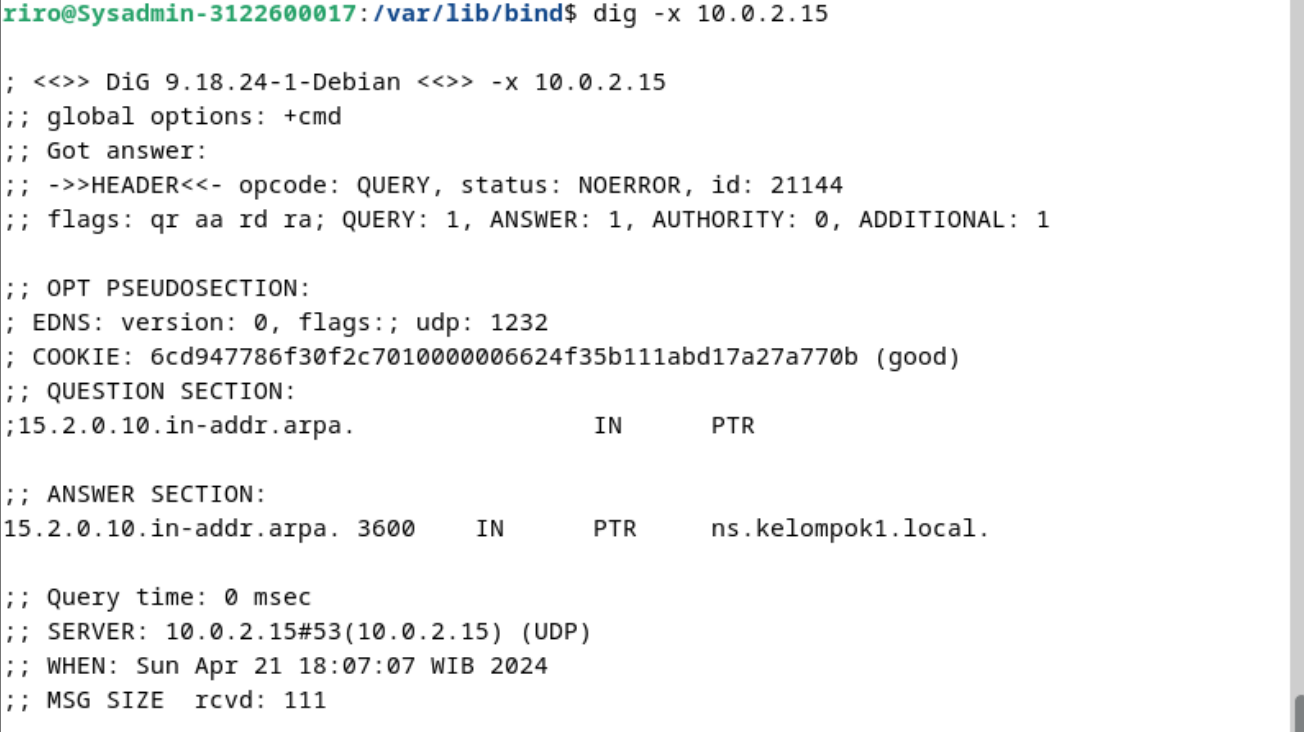 riro@Sysadmin-3122600017:/var/lib/bind$ dig -x 10.0.2.15
; <<>> DiG 9.18.24-1-Debian <<>> -x 10.0.2.15
;; global options: +cmd
;; Got answer:
;; ->>HEADER<<- opcode: QUERY, status: NOERROR, id: 21144
;; flags: qr aa rd ra; QUERY: 1, ANSWER: 1, AUTHORITY: 0, ADDITIONAL: 1
;; OPT PSEUDOSECTION:
; EDNS: version: 0, flags:; udp: 1232
; COOKIE: 6cd947786f30f2c7010000006624f35b111abd17a27a770b (good)
;; QUESTION SECTION:
;15.2.0.10.in-addr.arpa. IN PTR
;; ANSWER SECTION:
15.2.0.10.in-addr.arpa. 3600 IN PTR ns.kelompok1.local.
;; Query time: 0 msec
;; SERVER: 10.0.2.15#53(10.0.2.15) (UDP)
;; WHEN: Sun Apr 21 18:07:07 WIB 2024
;; MSG SIZE rcvd: 111